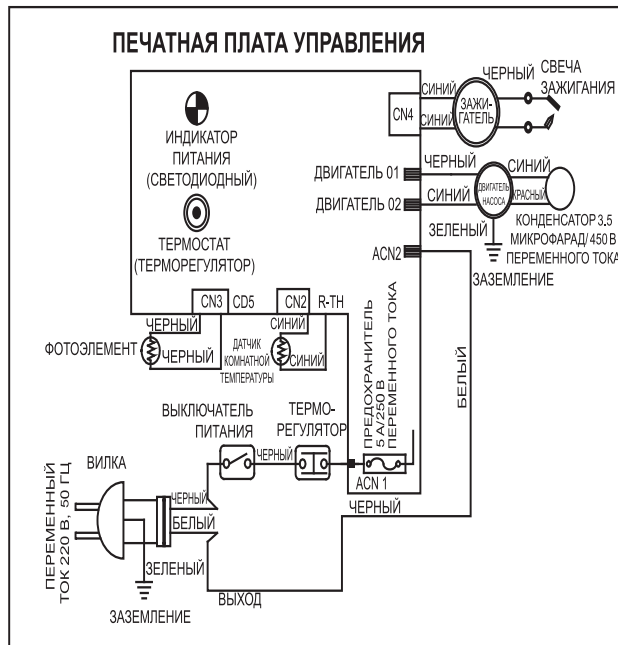 ПЕЧАТНАЯ ПЛАТА УПРАВЛЕНИЯ
ИНДИКАТОР
ПИТАНИЯ
(СВЕТОДИОДНЫЙ)
ТЕРМОСТАТ
(ТЕРМОРЕГУЛЯТОР)
CN4
СИНИЙ
СИНИЙ
ЗАЖИ-
ГАТЕЛЬ
ЧЕРНЫЙ
СВЕЧА
ЗАЖИГАНИЯ
ДВИГАТЕЛЬ 01
ЧЕРНЫЙ
ДВИГАТЕЛЬ 02
СИНИЙ
ДВИГАТЕЛЬ
НАСОСА
СИНИЙ
КРАСНЫЙ
ЗЕЛЕНЫЙ
КОНДЕНСАТОР 3.5
МИКРОФАРАД/ 450 В
ПЕРЕМЕННОГО ТОКА
ЗАЗЕМЛЕНИЕ
ACN2
CN3
CD5
CN2
R-TH
ЧЕРНЫЙ
ФОТОЭЛЕМЕНТ
ЧЕРНЫЙ
СИНИЙ
ДАТЧИК
КОМНАТНОЙ
ТЕМПЕРАТУРЫ
СИНИЙ
ПРЕДОХРАНИТЕЛЬ
5 А/250 В
ПЕРЕМЕННОГО ТОКА
БЕЛЫЙ
ВЫКЛЮЧАТЕЛЬ
ПИТАНИЯ
ТЕРМО-
РЕГУЛЯТОР
ЧЕРНЫЙ
ACN 1
ЧЕРНЫЙ
ПЕРЕМЕННЫЙ
ТОК 220 В, 50 ГЦ
ВИЛКА
ЧЕРНЫЙ
БЕЛЫЙ
ЗЕЛЕНЫЙ
ЗАЗЕМЛЕНИЕ
ВЫХОД